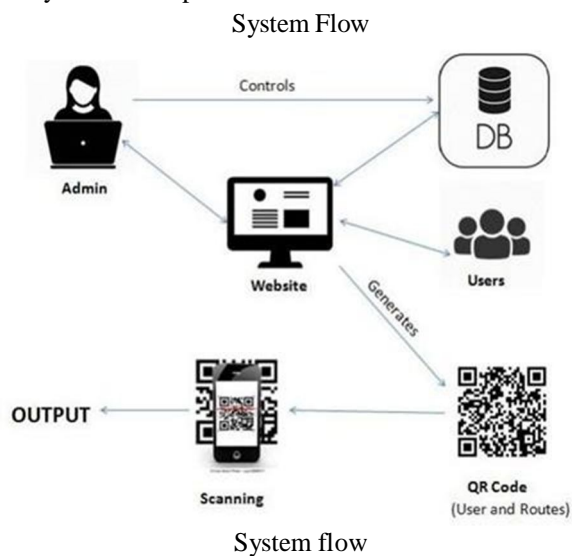 System Flow
Controls
DB
Admin
Website
Users
Generates
OUTPUT
Scanning
QR Code
(User and Routes)
System flow